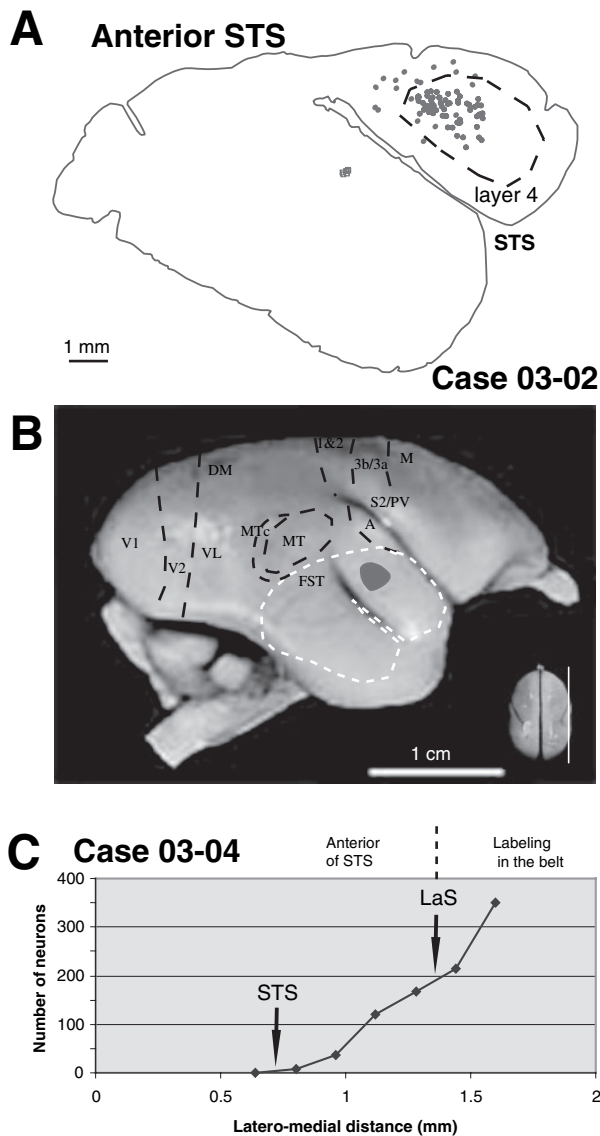 A
Anterior STS
layer 4
STS
1 mm
Case 03-02
B
1&2
3b/3a
M
DM
S2/PV
A
MTc
MT
V1
V2
VL
FST
1 cm
C
Case 03-04
Anterior
of STS
Labeling
in the belt
400
300
200
100
0
Number of neurons
STS
LaS
0
0.5
1
1.5
2
Latero-medial distance (mm)